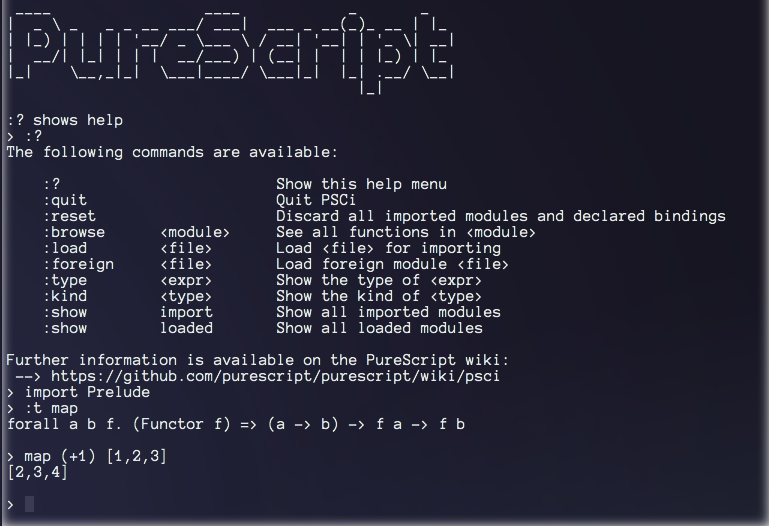 PureScript
:? shows help
> :?
The following commands are available:
:? Show this help menu
:quit Quit PSCi
:reset Discard all imported modules and declared bindings
:browse <module> See all functions in <module>
:load <file> Load <file> for importing
:foreign <file> Load foreign module <file>
:type <expr> Show the type of <expr>
:kind <type> Show the kind of <type>
:show import Show all imported modules
:show loaded Show all loaded modules
Further information is available on the PureScript wiki:
--> https://github.com/purescript/purescript/wiki/psci
> import Prelude
> :t map
forall a b f. (Functor f) => (a -> b) -> f a -> f b
> map (+1) [1,2,3]
[2,3,4]
>